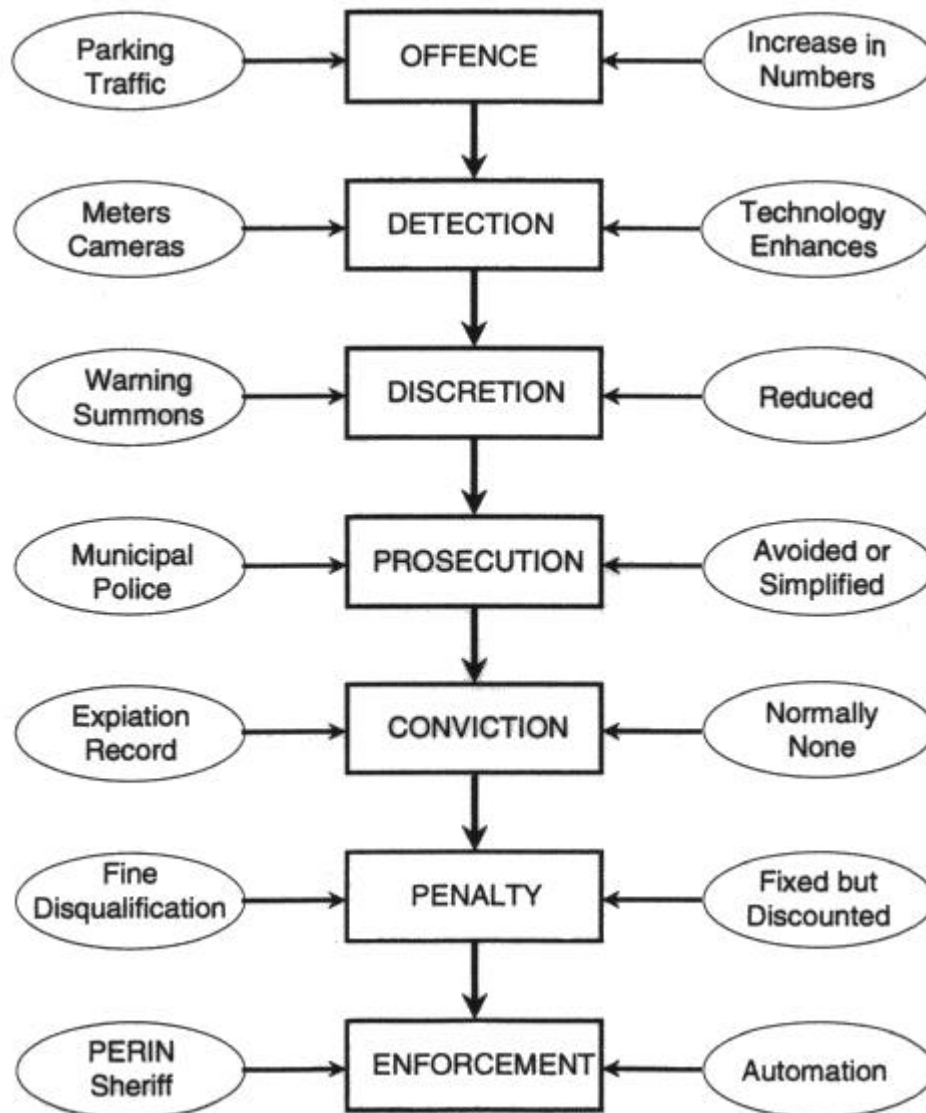 Parking
Traffic
OFFENCE
Increase in
Numbers
Meters
Cameras
DETECTION
Technology
Enhances
Warning
Summons
DISCRETION
Reduced
Municipal
Police
PROSECUTION
Avoided or
Simplified
Expiation
Record
CONVICTION
Normally
None
Fine
Disqualification
PENALTY
Fixed but
Discounted
PERIN
Sheriff
ENFORCEMENT
Automation